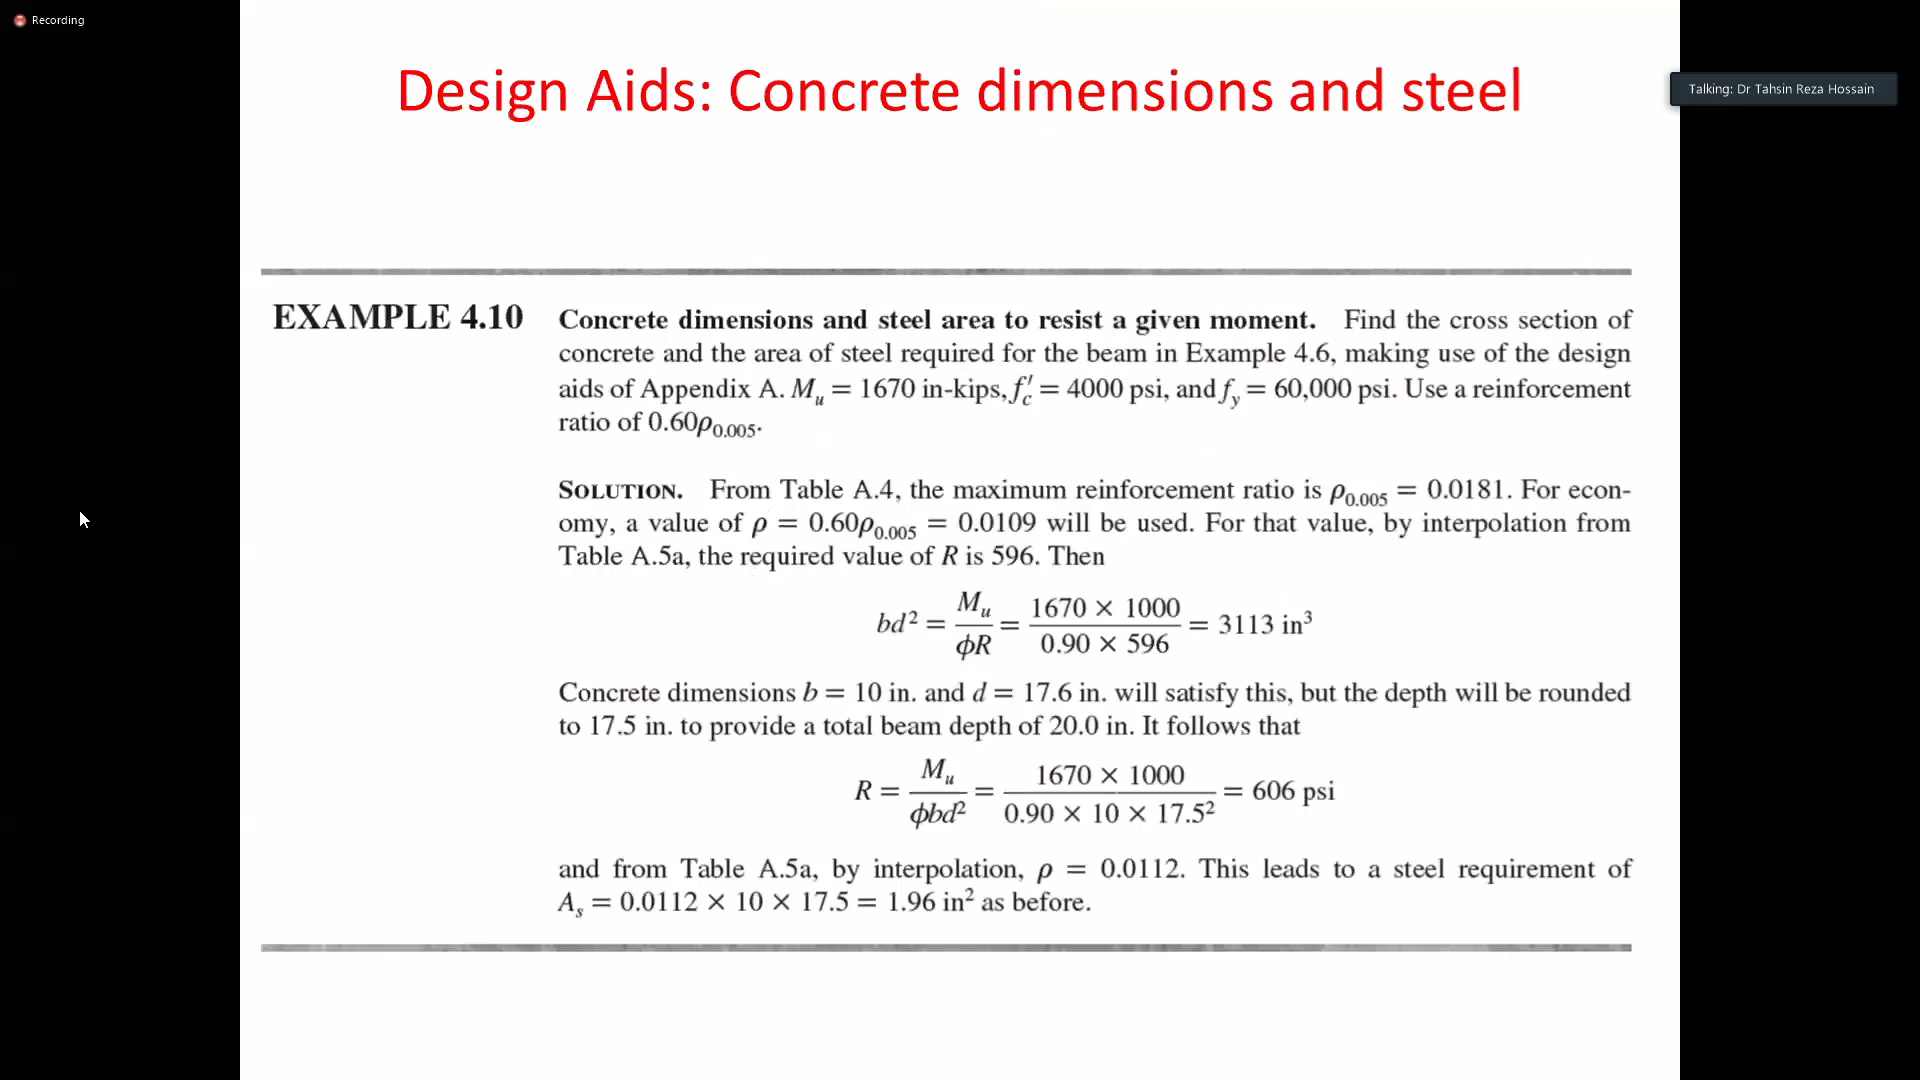 Recording
Talking: Dr Tahsin Reza Hossain
Design Aids: Concrete dimensions and steel
EXAMPLE 4.10
Concrete dimensions and steel area to resist a given moment. Find the cross section of
concrete and the area of steel required for the beam in Example 4.6, making use of the design
aids of Appendix A. M_u = 1670 in-kips, f_c′ = 4000 psi, and f_y = 60,000 psi. Use a reinforcement
ratio of 0.60ρ_0.005.
SOLUTION. From Table A.4, the maximum reinforcement ratio is ρ_0.005 = 0.0181. For econ-
omy, a value of ρ = 0.60ρ_0.005 = 0.0109 will be used. For that value, by interpolation from
Table A.5a, the required value of R is 596. Then
bd² = M_u / ϕR = 1670 × 1000 / 0.90 × 596 = 3113 in³
Concrete dimensions b = 10 in. and d = 17.6 in. will satisfy this, but the depth will be rounded
to 17.5 in. to provide a total beam depth of 20.0 in. It follows that
R = M_u / ϕbd² = 1670 × 1000 / 0.90 × 10 × 17.5² = 606 psi
and from Table A.5a, by interpolation, ρ = 0.0112. This leads to a steel requirement of
A_s = 0.0112 × 10 × 17.5 = 1.96 in² as before.